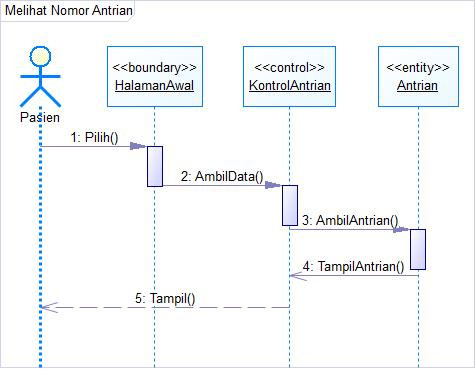 Melihat Nomor Antrian
<<boundary>>
HalamanAwal
<<control>>
KontrolAntrian
<<entity>>
Antrian
Pasien
1: Pilih()
2: AmbilData()
3: AmbilAntrian()
4: TampilAntrian()
5: Tampil()